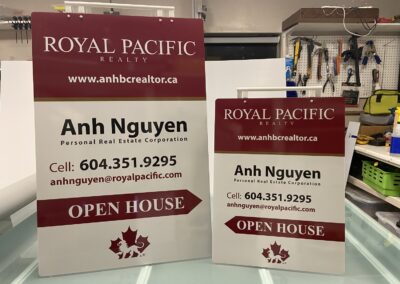 ROYAL PACIFIC
REALTY
www.anhbcrealtor.ca
Anh Nguyen
Personal Real Estate Corporation
Cell: 604.351.9295
anhnguyen@royalpacific.com
OPEN HOUSE
ROYAL PACIFIC
REALTY
www.anhbcrealtor.ca
Anh Nguyen
Personal Real Estate Corporation
Cell: 604.351.9295
anhnguyen@royalpacific.com
OPEN HOUSE